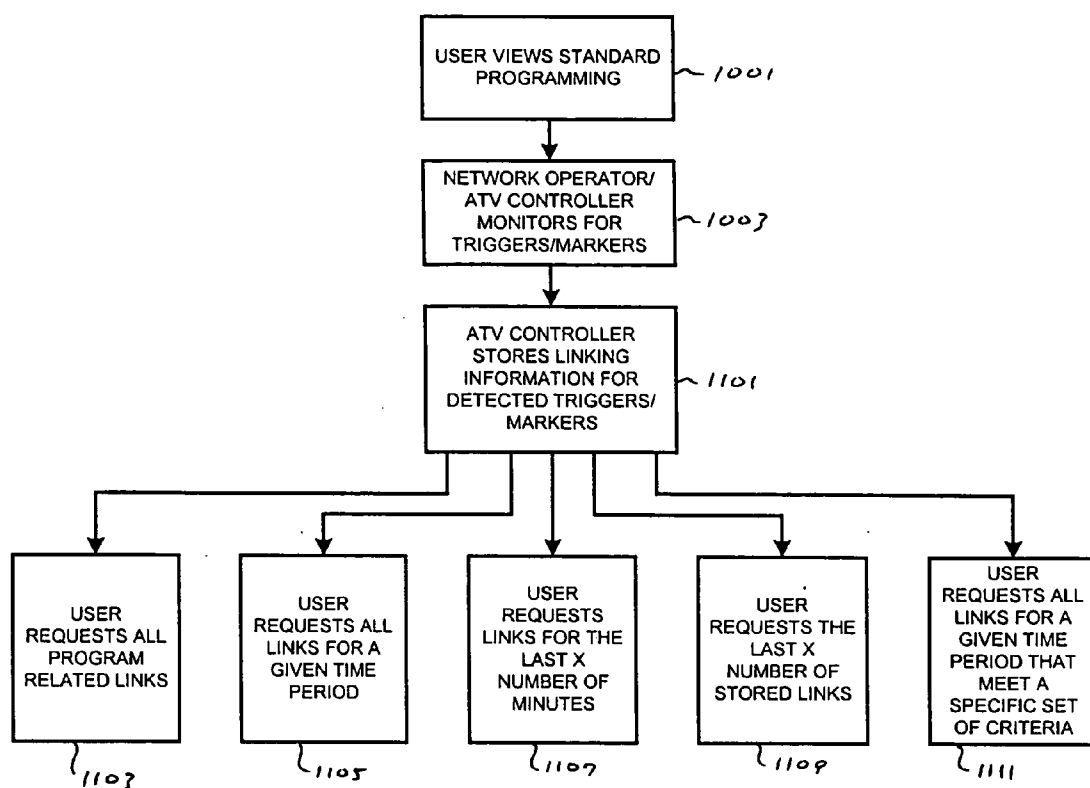 USER VIEWS STANDARD
PROGRAMMING
1001
NETWORK OPERATOR/
ATV CONTROLLER
MONITORS FOR
TRIGGERS/MARKERS
1003
ATV CONTROLLER
STORES LINKING
INFORMATION FOR
DETECTED TRIGGERS/
MARKERS
1101
USER
REQUESTS ALL
PROGRAM
RELATED LINKS
1103
USER
REQUESTS ALL
LINKS FOR A
GIVEN TIME
PERIOD
1105
USER
REQUESTS
LINKS FOR THE
LAST X
NUMBER OF
MINUTES
1107
USER
REQUESTS THE
LAST X
NUMBER OF
STORED LINKS
1109
USER
REQUESTS ALL
LINKS FOR A
GIVEN TIME
PERIOD THAT
MEET A
SPECIFIC SET
OF CRITERIA
1111